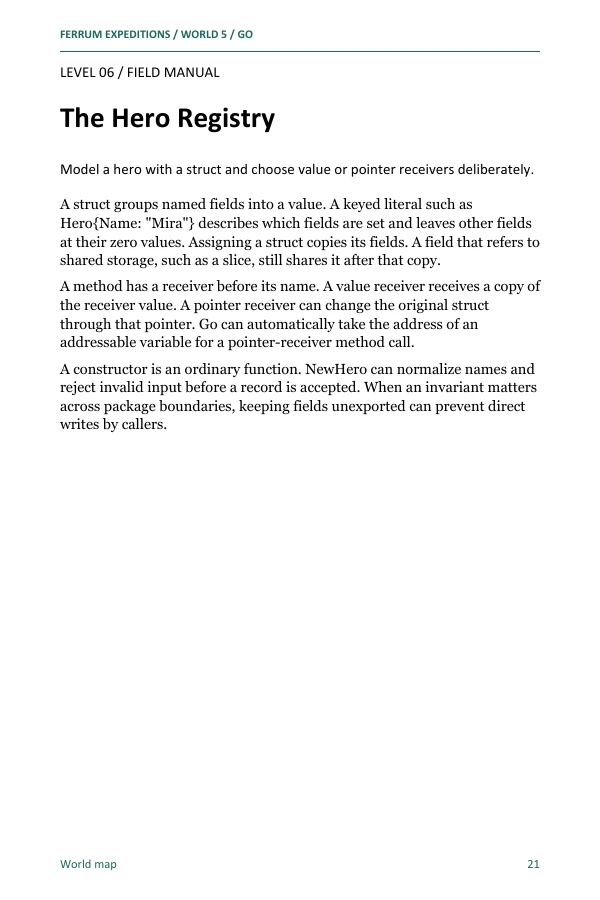 FERRUM EXPEDITIONS / WORLD 5 / GO
LEVEL 06 / FIELD MANUAL
The Hero Registry
Model a hero with a struct and choose value or pointer receivers deliberately.
A struct groups named fields into a value. A keyed literal such as
Hero{Name: "Mira"} describes which fields are set and leaves other fields
at their zero values. Assigning a struct copies its fields. A field that refers to
shared storage, such as a slice, still shares it after that copy.
A method has a receiver before its name. A value receiver receives a copy of
the receiver value. A pointer receiver can change the original struct
through that pointer. Go can automatically take the address of an
addressable variable for a pointer-receiver method call.
A constructor is an ordinary function. NewHero can normalize names and
reject invalid input before a record is accepted. When an invariant matters
across package boundaries, keeping fields unexported can prevent direct
writes by callers.
World map
21